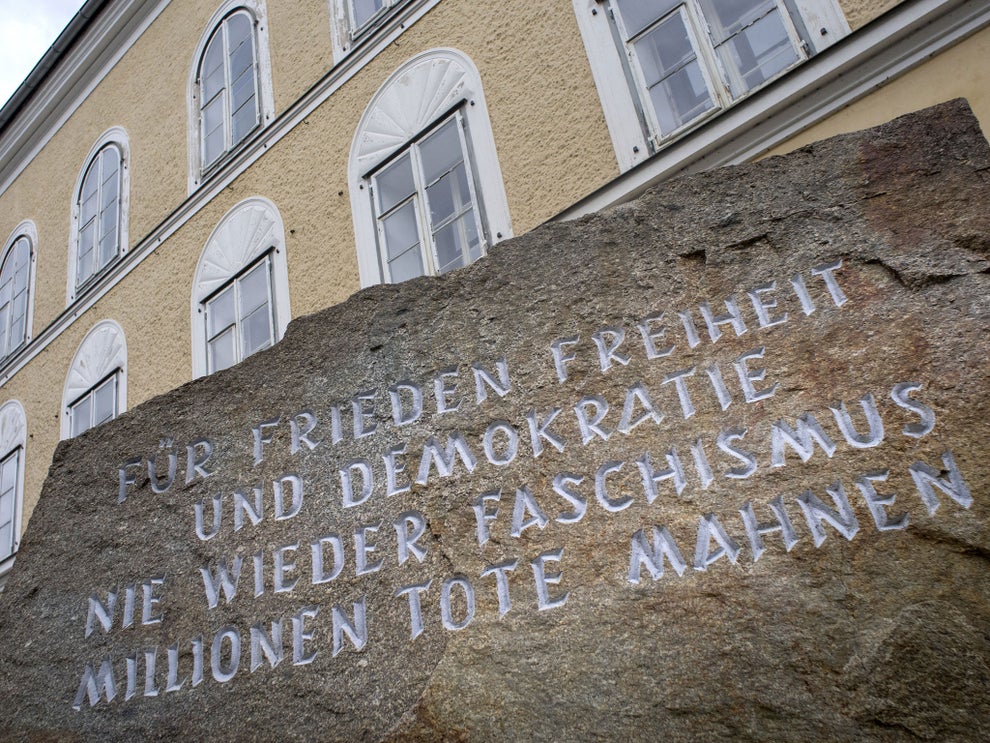 FÜR FRIEDEN FREIHEIT
UND DEMOKRATIE
NIE WIEDER FASCHISMUS
MILLIONEN TOTE MAHNEN